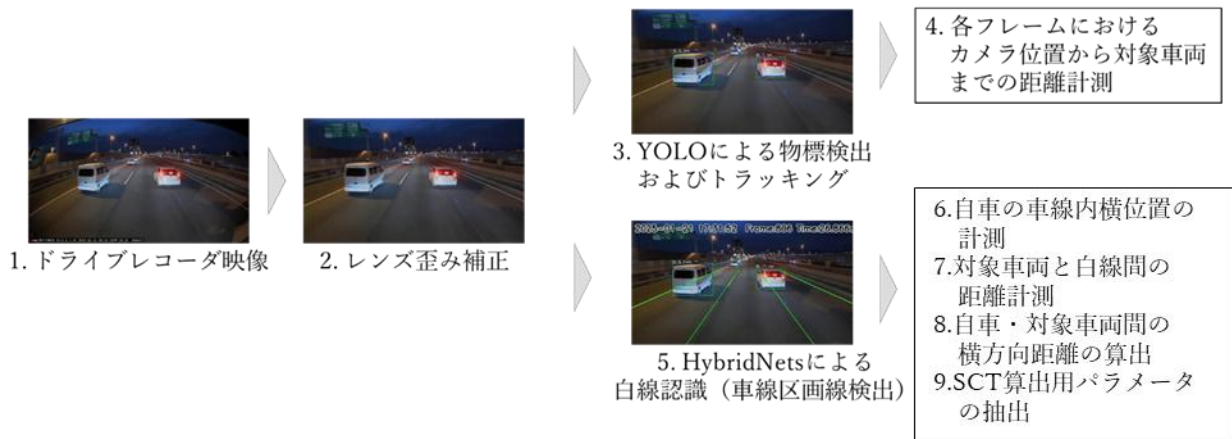 1. ドライブレコーダ映像
2. レンズ歪み補正
3. YOLOによる物標検出
およびトラッキング
4. 各フレームにおける
カメラ位置から対象車両
までの距離計測
5. HybridNetsによる
白線認識（車線区画線検出）
6.自車の車線内横位置の
計測
7.対象車両と白線間の
距離計測
8.自車・対象車両間の
横方向距離の算出
9.SCT算出用パラメータ
の抽出